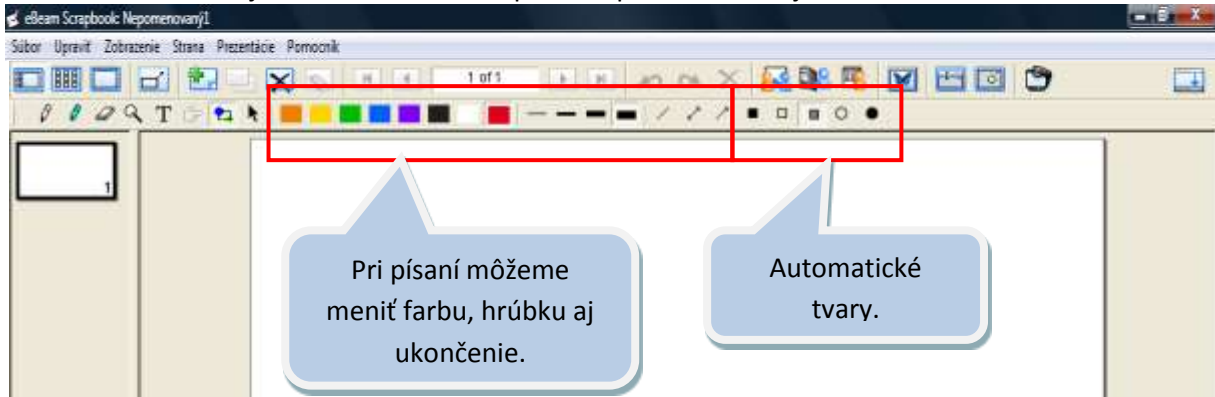 eBeam Scrapbook: Nepomenovaný1
Súbor Upraviť Zobrazenie Strana Prezentácie Pomocník
1 of 1
T
1
Pri písaní môžeme
meniť farbu, hrúbku aj
ukončenie.
Automatické
tvary.